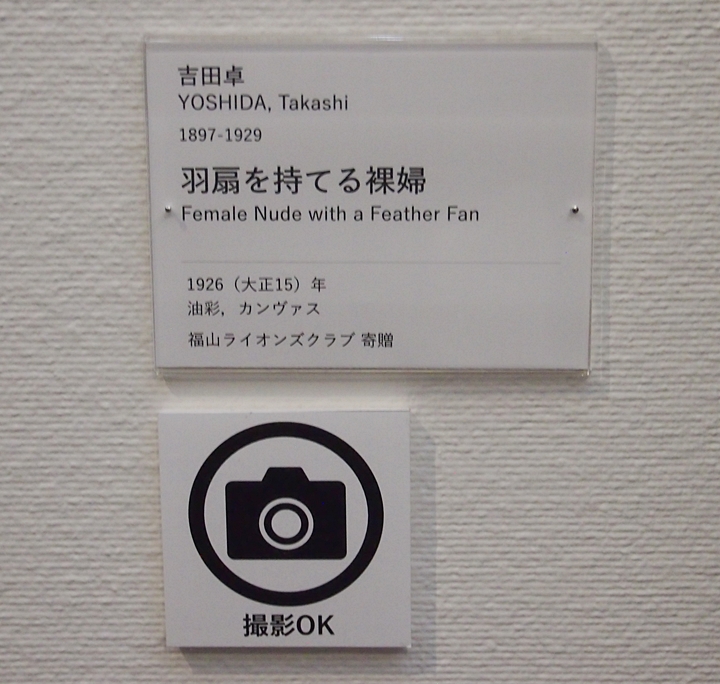 吉田卓
YOSHIDA, Takashi
1897-1929
羽扇を持てる裸婦
Female Nude with a Feather Fan
1926（大正15）年
油彩，カンヴァス
福山ライオンズクラブ 寄贈
撮影OK